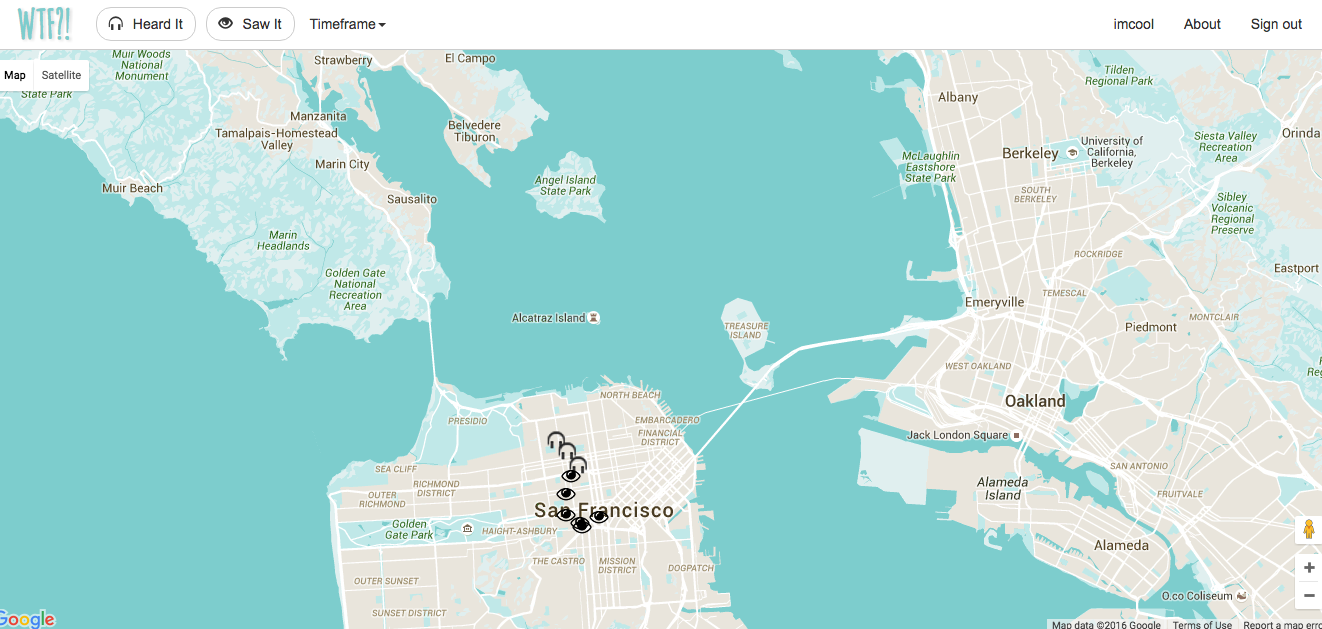 WTF?!
Heard It
Saw It
Timeframe
imcool
About
Sign out
Map
Satellite
Muir Woods
National
Monument
State Park
Strawberry
El Campo
Manzanita
Tamalpais-Homestead
Valley
Belvedere
Tiburon
Marin City
Muir Beach
Sausalito
Angel Island
State Park
Marin
Headlands
Golden Gate
National
Recreation
Area
Alcatraz Island
TREASURE
ISLAND
Albany
Tilden
Regional Park
Berkeley
University of
California,
Berkeley
McLaughlin
Eastshore
State Park
SOUTH
BERKELEY
Siesta Valley
Recreation
Area
Orinda
Sibley
Volcanic
Regional
Preserve
ROCKRIDGE
Eastport
TEMESCAL
Emeryville
MONTCLAIR
Piedmont
WEST OAKLAND
Oakland
Jack London Square
SAN ANTONIO
Alameda
Island
FRUITVALE
Alameda
O.co Coliseum
NORTH BEACH
PRESIDIO
EMBARCADERO
FINANCIAL
DISTRICT
SEA CLIFF
RICHMOND
DISTRICT
OUTER
RICHMOND
San Francisco
Golden
Gate Park
HAIGHT-ASHBURY
THE CASTRO
MISSION
DISTRICT
DOGPATCH
OUTER SUNSET
SUNSET DISTRICT
Google
Map data ©2016 Google
Terms of Use
Report a map erro